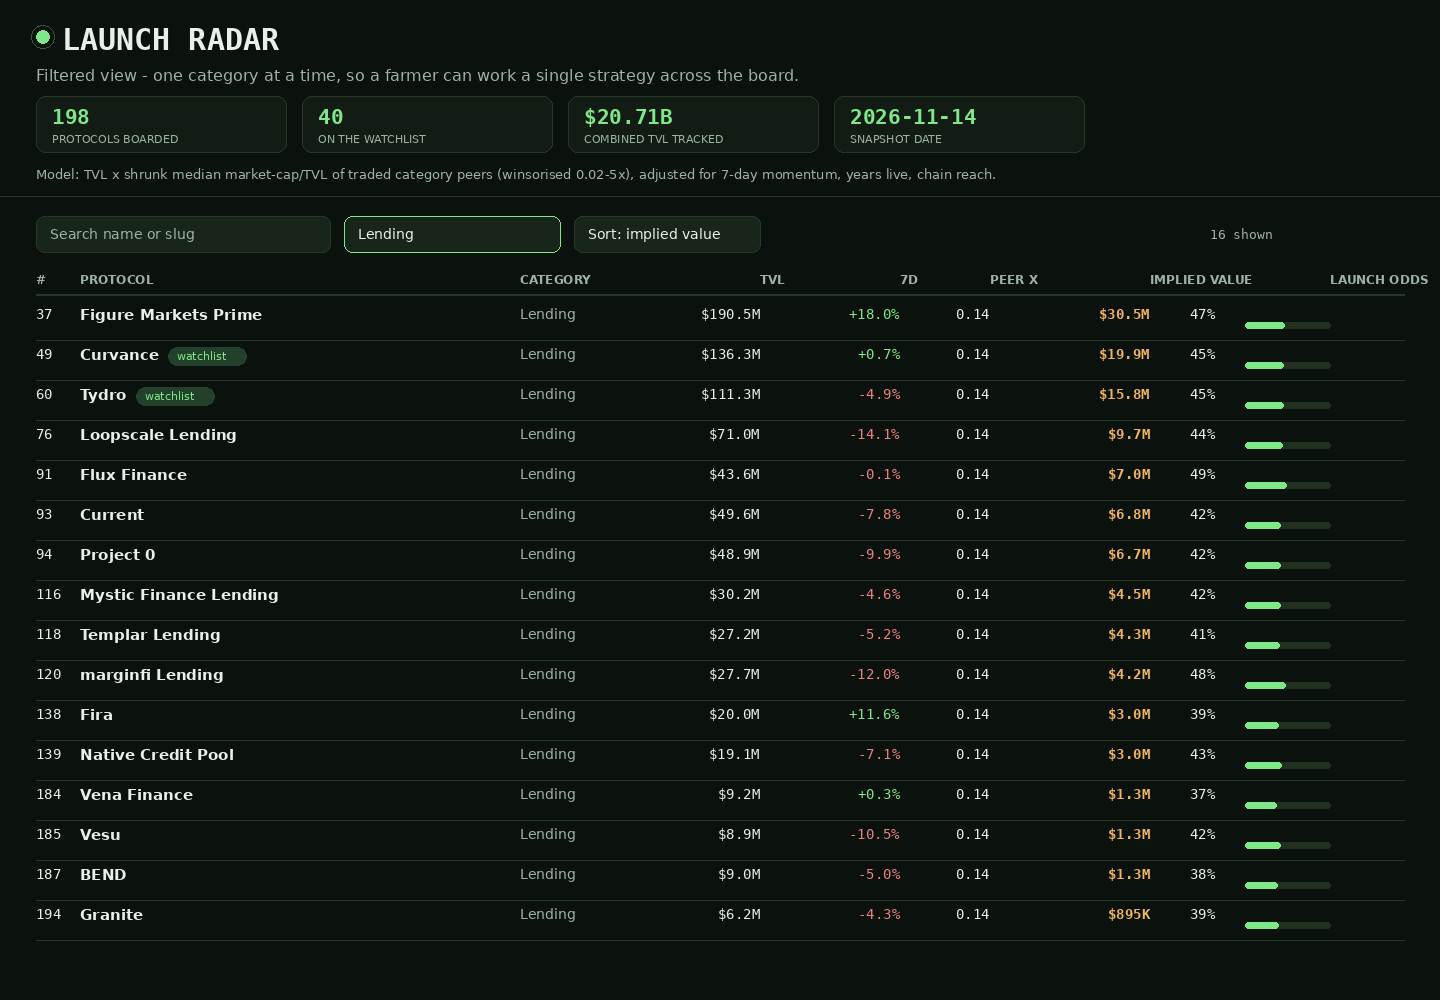 LAUNCH RADAR
Filtered view - one category at a time, so a farmer can work a single strategy across the board.
198 40 $20.71B 2026-11-14
PROTOCOLS BOARDED ON THE WATCHLIST COMBINED TVL TRACKED SNAPSHOT DATE
Model: TVL x shrunk median market-cap/TVL of traded category peers (winsorised 0.02-5x), adjusted for 7-day momentum, years live, chain reach.
Search name or slug Lending Sort: implied value 16 shown
# PROTOCOL CATEGORY TVL 7D PEER X IMPLIED VALUE LAUNCH ODDS
37 Figure Markets Prime Lending $190.5M +18.0% 0.14 $30.5M 47%
49 Curvance watchlist Lending $136.3M +0.7% 0.14 $19.9M 45%
60 Tydro watchlist Lending $111.3M -4.9% 0.14 $15.8M 45%
76 Loopscale Lending Lending $71.0M -14.1% 0.14 $9.7M 44%
91 Flux Finance Lending $43.6M -0.1% 0.14 $7.0M 49%
93 Current Lending $49.6M -7.8% 0.14 $6.8M 42%
94 Project 0 Lending $48.9M -9.9% 0.14 $6.7M 42%
116 Mystic Finance Lending Lending $30.2M -4.6% 0.14 $4.5M 42%
118 Templar Lending Lending $27.2M -5.2% 0.14 $4.3M 41%
120 marginfi Lending Lending $27.7M -12.0% 0.14 $4.2M 48%
138 Fira Lending $20.0M +11.6% 0.14 $3.0M 39%
139 Native Credit Pool Lending $19.1M -7.1% 0.14 $3.0M 43%
184 Vena Finance Lending $9.2M +0.3% 0.14 $1.3M 37%
185 Vesu Lending $8.9M -10.5% 0.14 $1.3M 42%
187 BEND Lending $9.0M -5.0% 0.14 $1.3M 38%
194 Granite Lending $6.2M -4.3% 0.14 $895K 39%